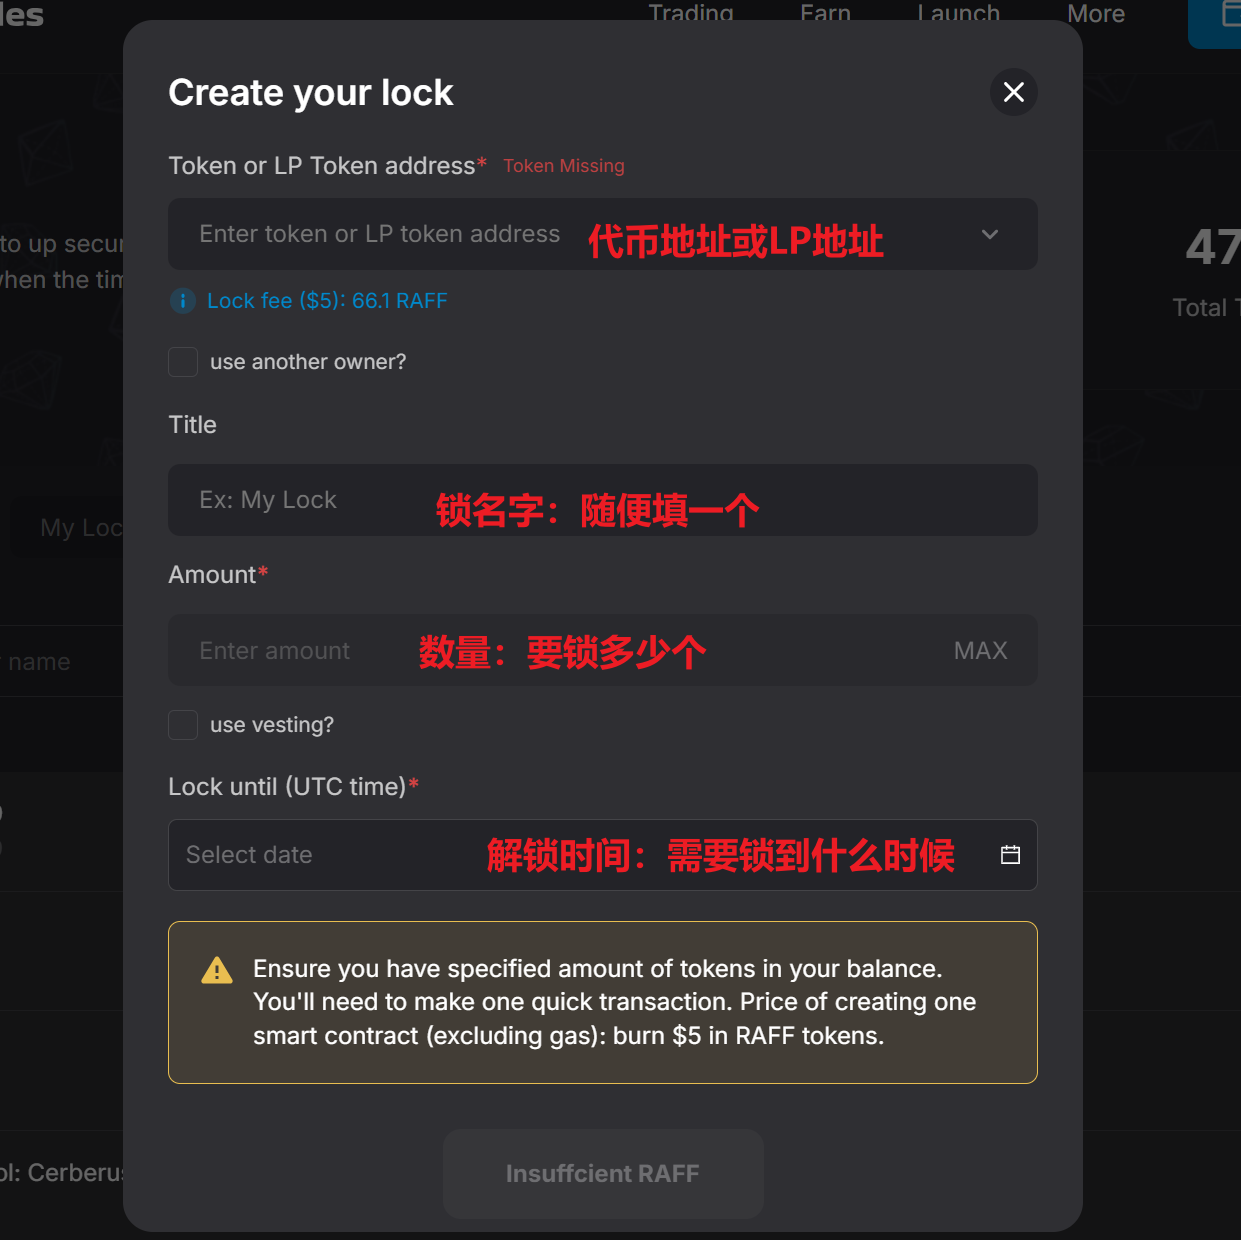 les
Trading Earn Launch More
Create your lock
Token or LP Token address* Token Missing
Enter token or LP token address 代币地址或LP地址
to up secur
when the tim
47
Total T
Lock fee ($5): 66.1 RAFF
use another owner?
Title
Ex: My Lock 锁名字：随便填一个
My Loc
Amount*
Enter amount 数量：要锁多少个 MAX
name
use vesting?
Lock until (UTC time)*
Select date 解锁时间：需要锁到什么时候
Ensure you have specified amount of tokens in your balance.
You'll need to make one quick transaction. Price of creating one
smart contract (excluding gas): burn $5 in RAFF tokens.
ol: Cerberus
Insuffcient RAFF